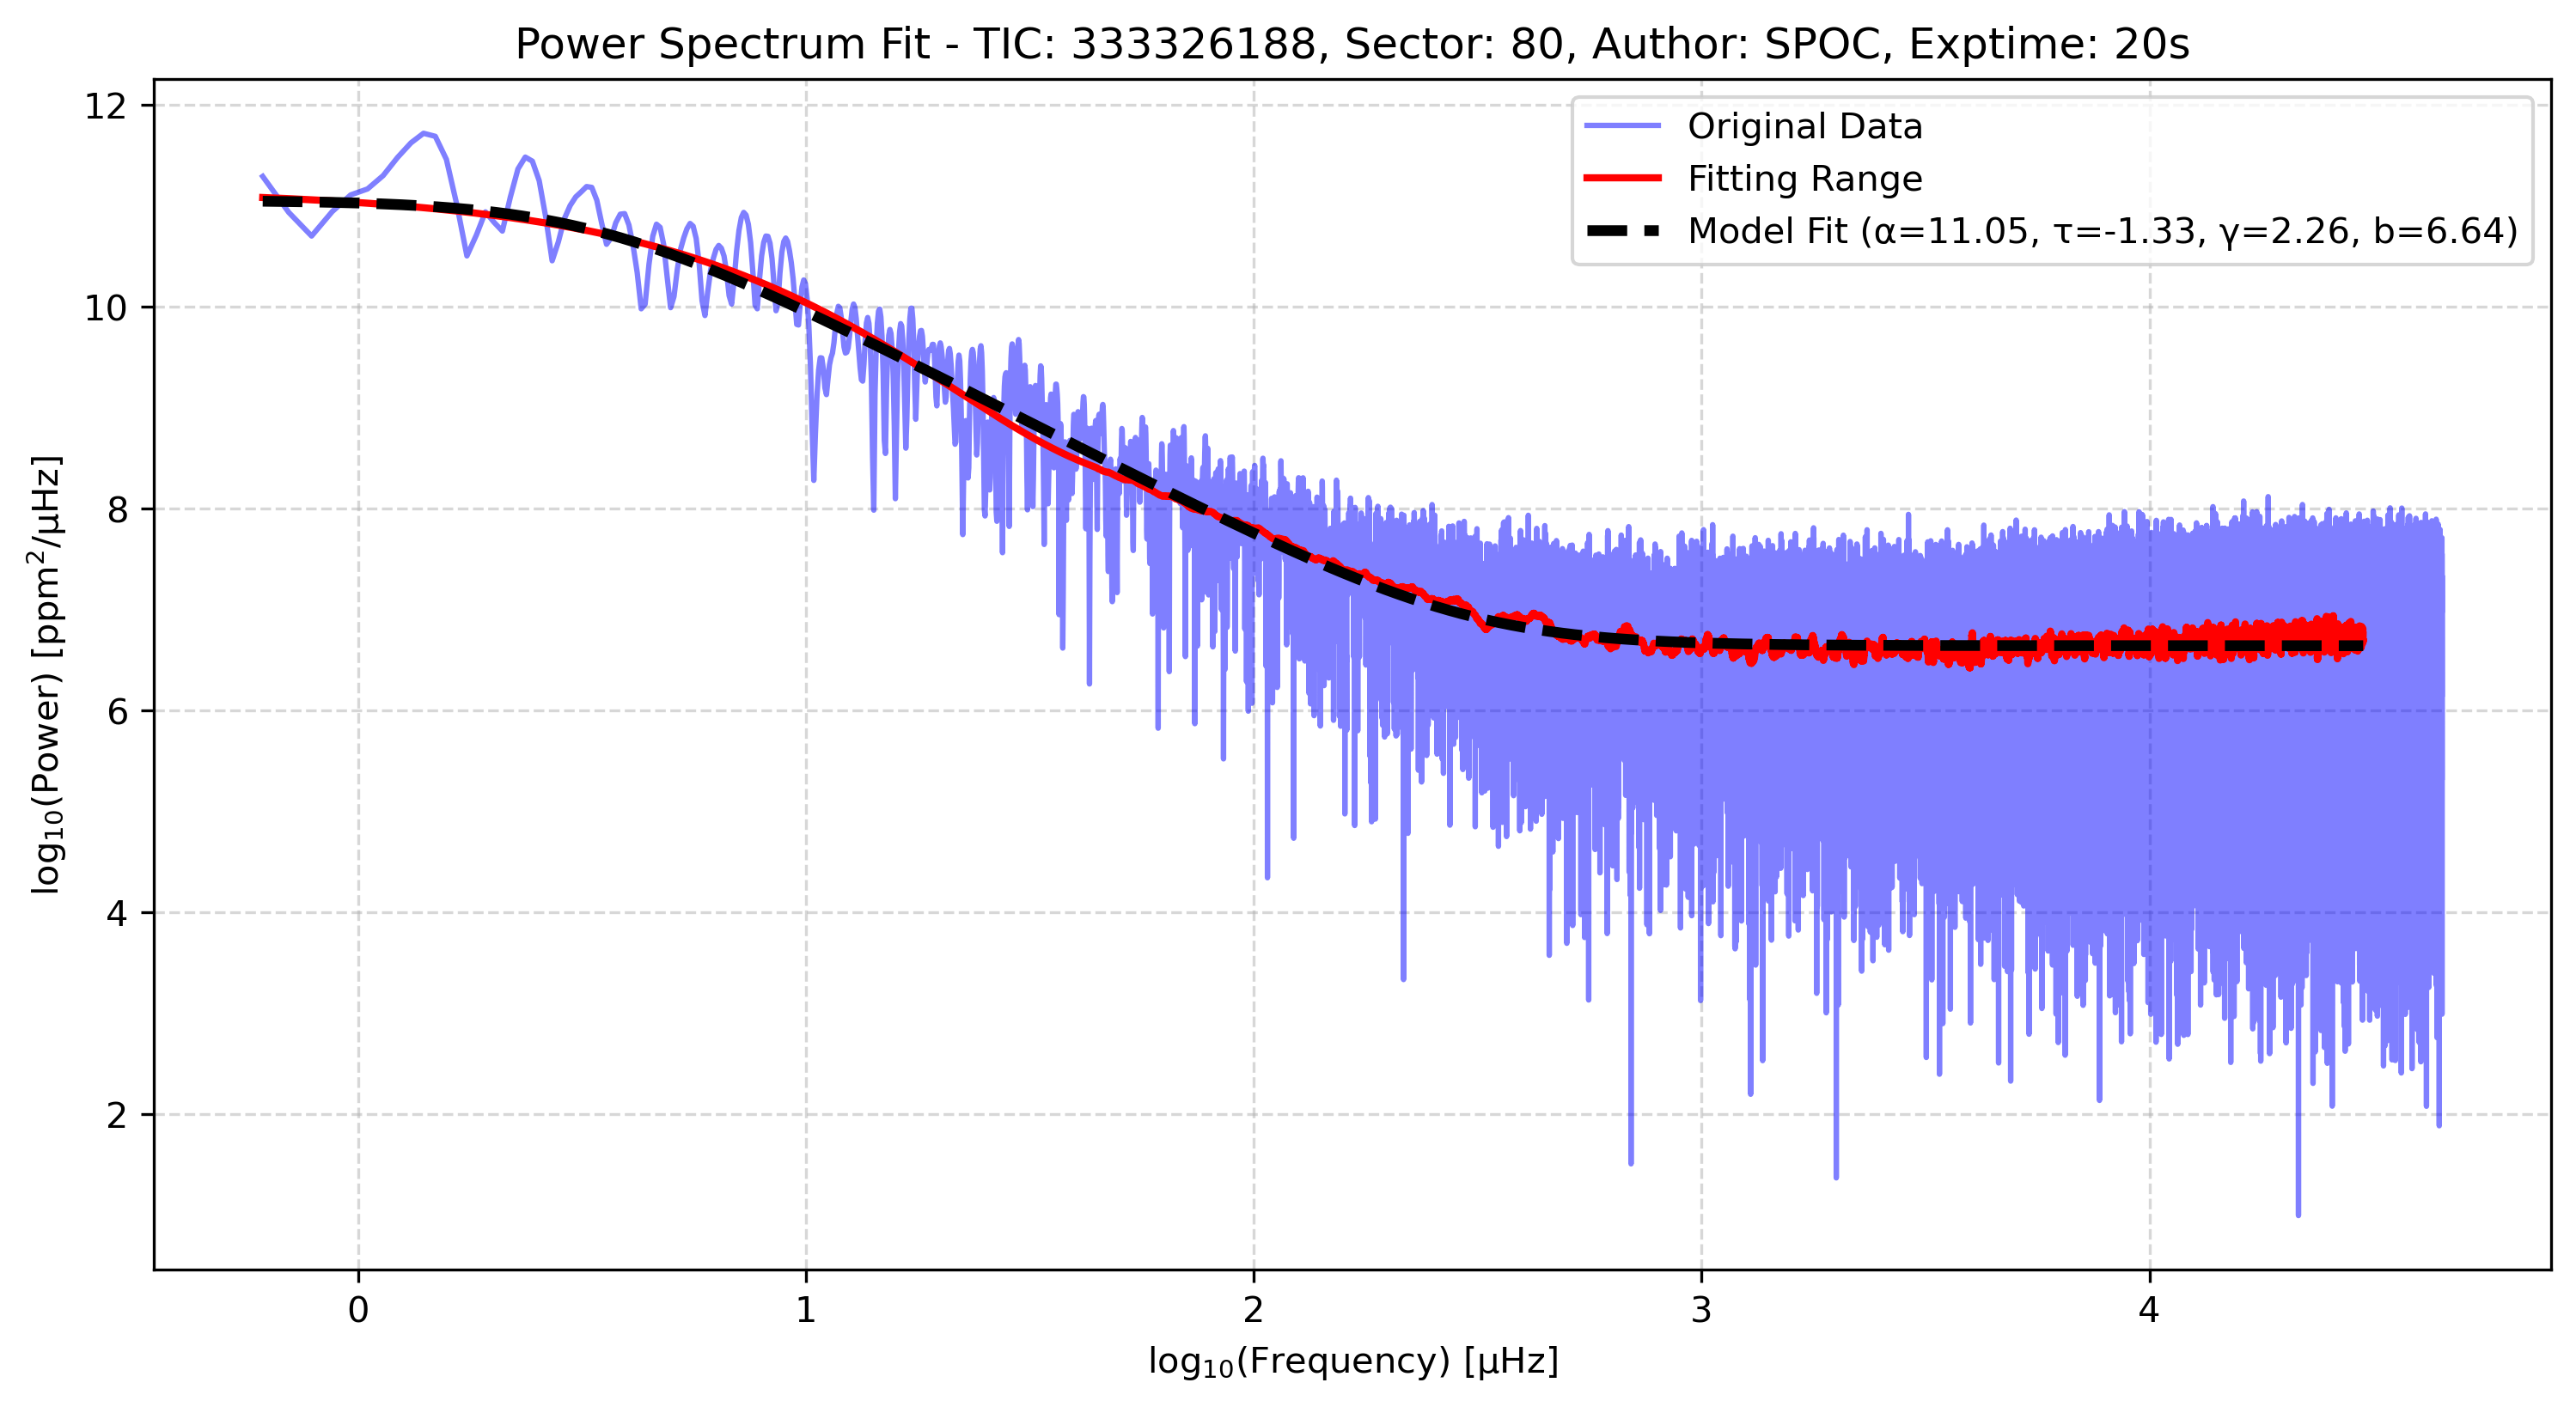 Power Spectrum Fit - TIC: 333326188, Sector: 80, Author: SPOC, Exptime: 20s
Original Data
Fitting Range
Model Fit (α=11.05, τ=-1.33, γ=2.26, b=6.64)
log₁₀(Power) [ppm²/μHz]
12
10
8
6
4
2
0 1 2 3 4
log₁₀(Frequency) [μHz]